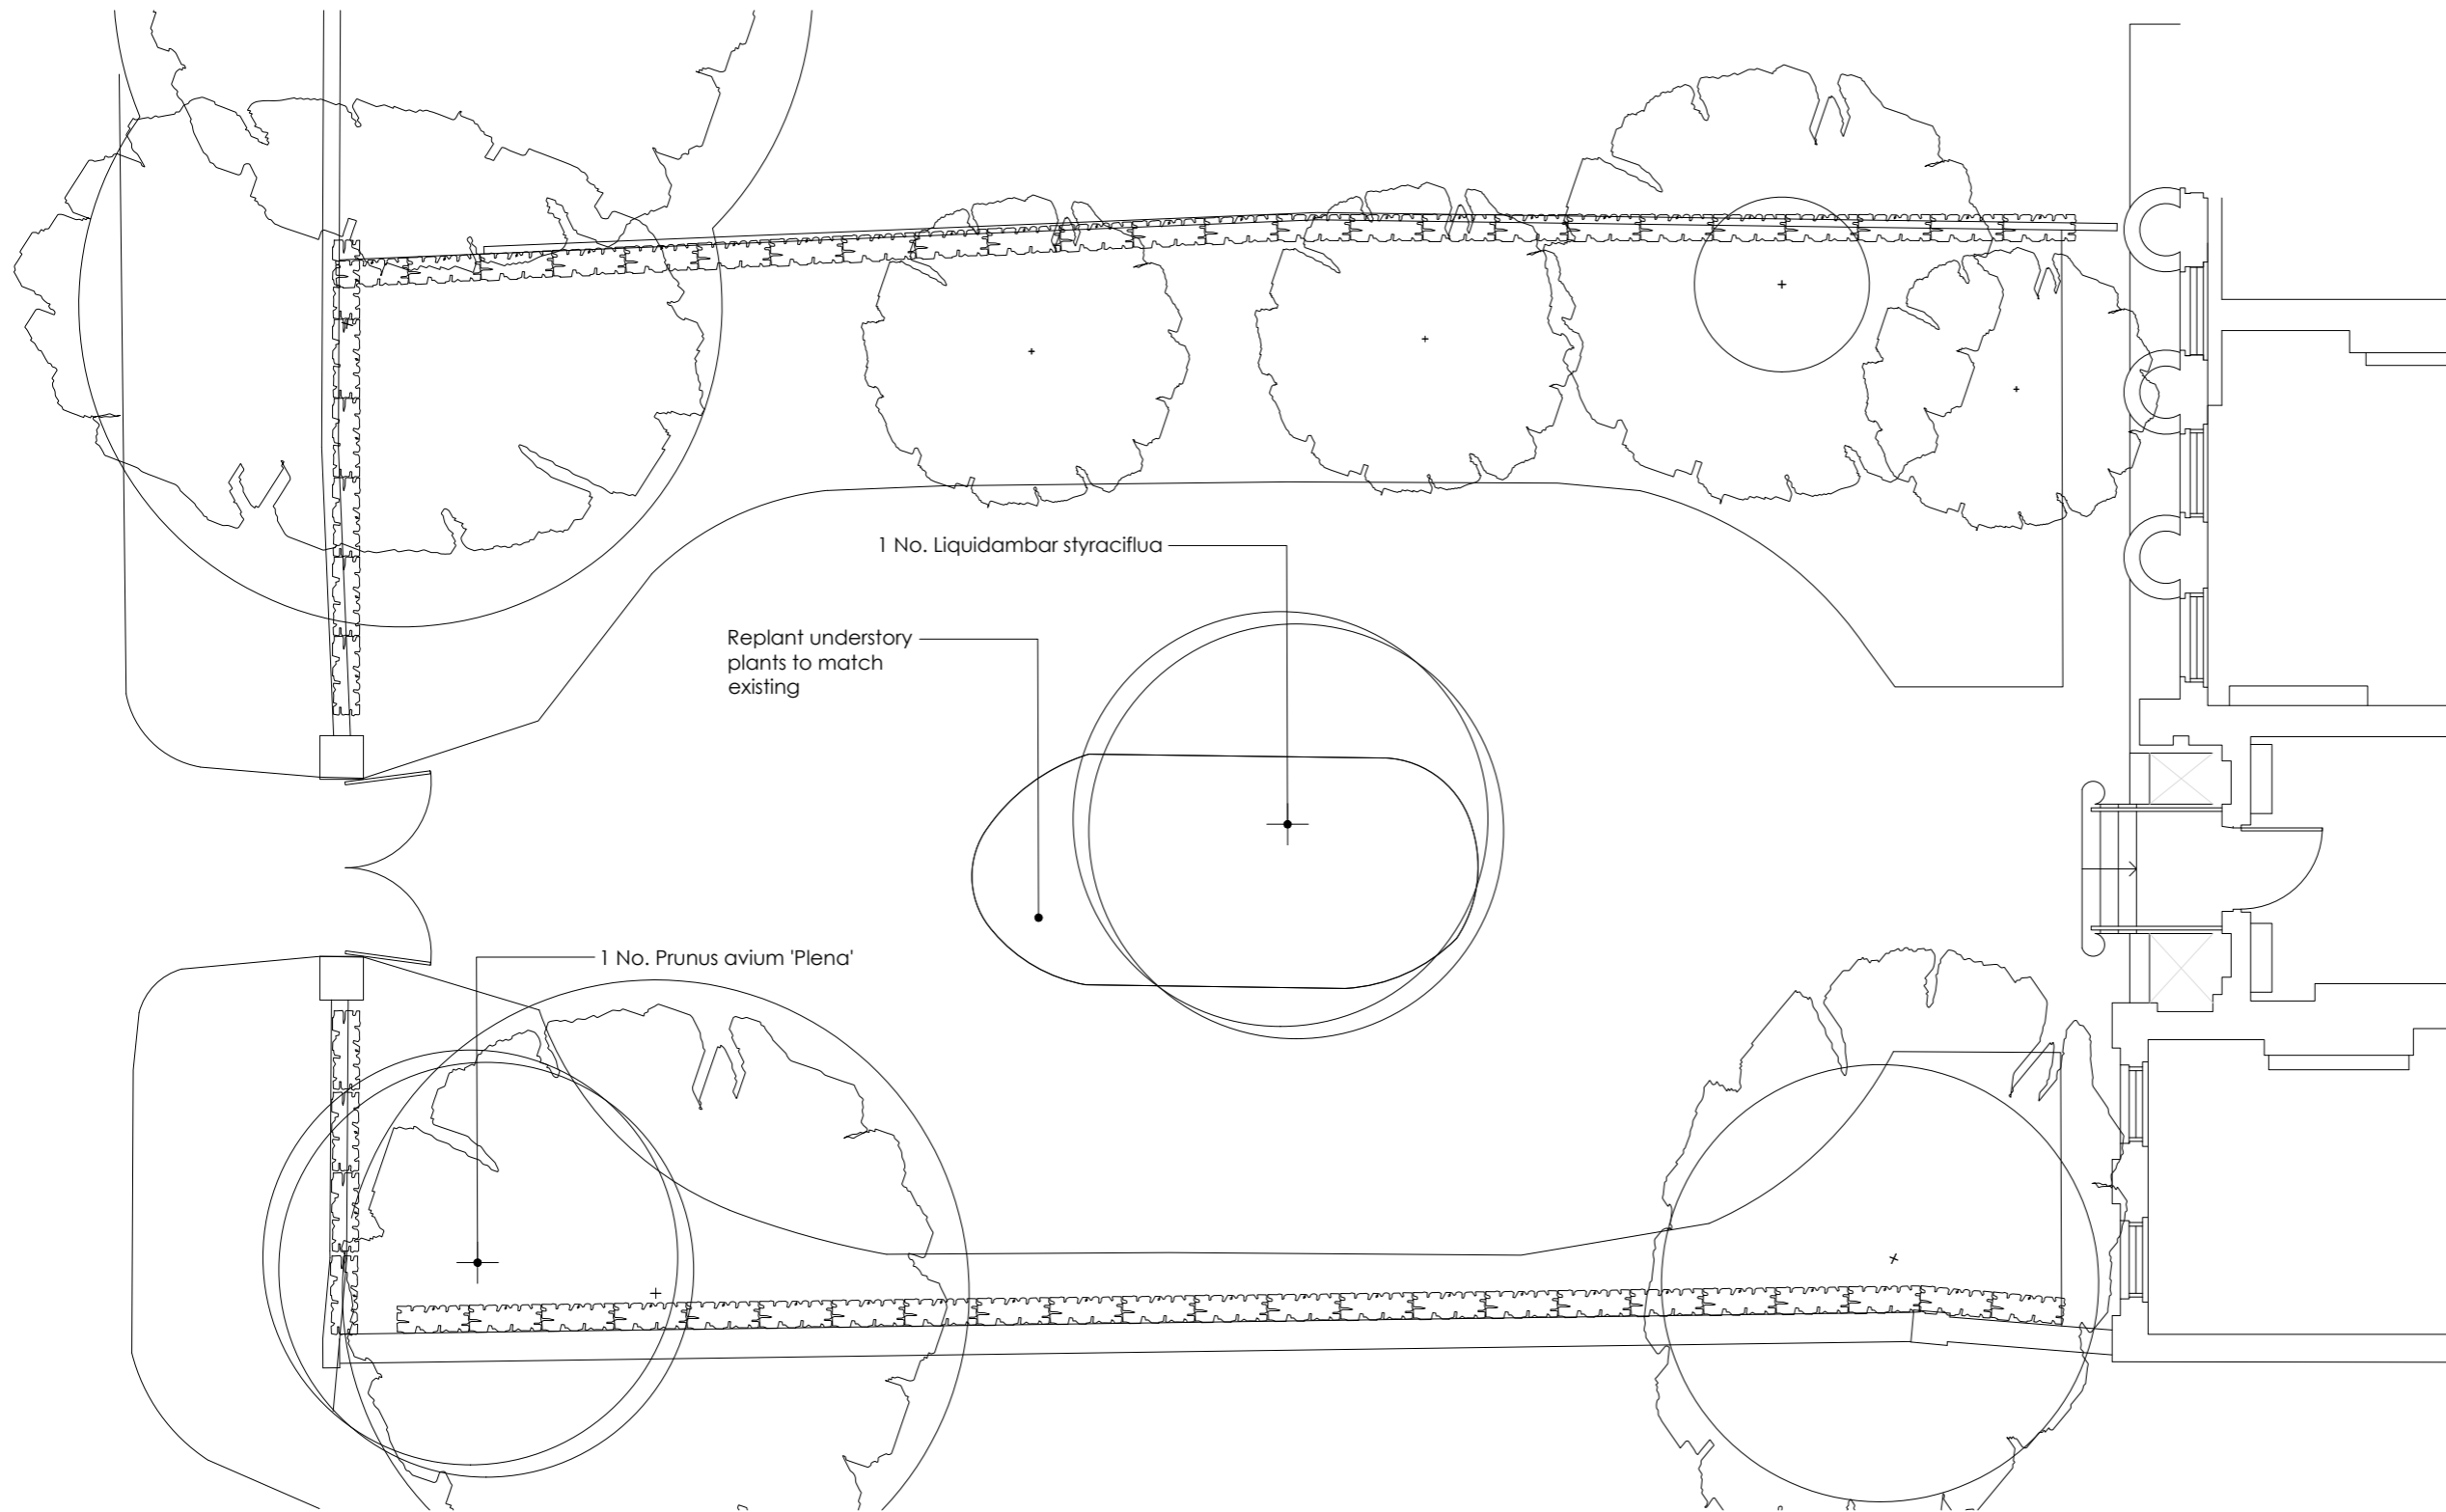 1 No. Liquidambar styraciflua
Replant understory
plants to match
existing
1 No. Prunus avium 'Plena'